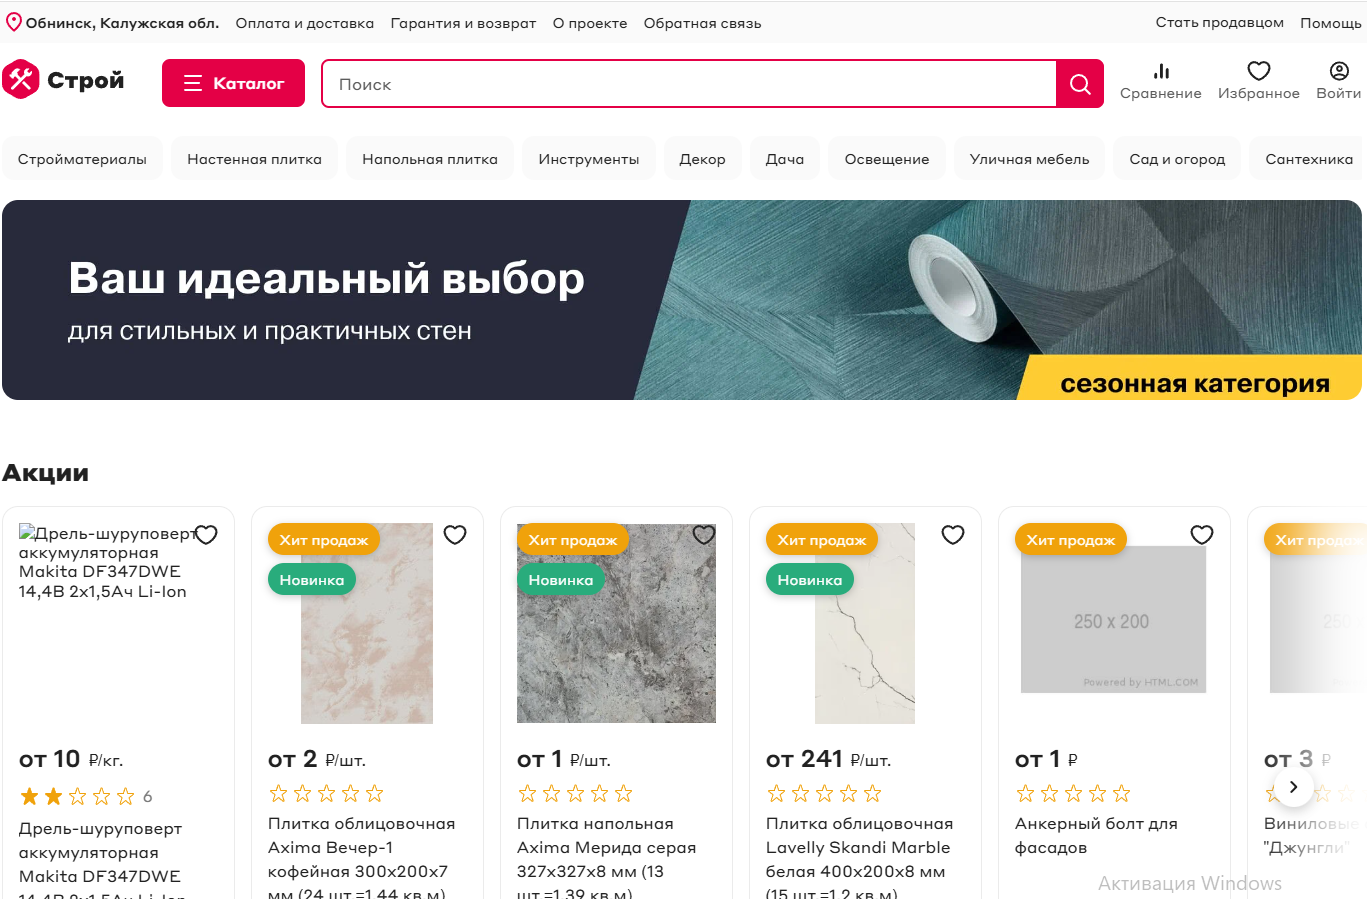 Обнинск, Калужская обл. Оплата и доставка Гарантия и возврат О проекте Обратная связь Стать продавцом Помощь
Строй Каталог Поиск Сравнение Избранное Войти
Стройматериалы Настенная плитка Напольная плитка Инструменты Декор Дача Освещение Уличная мебель Сад и огород Сантехника
Ваш идеальный выбор
для стильных и практичных стен
сезонная категория
Акции
Дрель-шуруповерт
аккумуляторная
Makita DF347DWE
14,4В 2х1,5Ач Li-Ion
от 10 ₽/кг.
6
Дрель-шуруповерт
аккумуляторная
Makita DF347DWE
14,4В 2х1,5Ач Li-Ion
Хит продаж
Новинка
от 2 ₽/шт.
Плитка облицовочная
Axima Вечер-1
кофейная 300х200х7
мм (24 шт.=1,44 кв.м)
Хит продаж
Новинка
от 1 ₽/шт.
Плитка напольная
Axima Мерида серая
327х327х8 мм (13
шт.=1,39 кв.м)
Хит продаж
Новинка
от 241 ₽/шт.
Плитка облицовочная
Lavelly Skandi Marble
белая 400х200х8 мм
(15 шт.=1,2 кв.м)
Хит продаж
250 x 200
Powered by HTML.COM
от 1 ₽
Анкерный болт для
фасадов
Хит продаж
250
от 3 ₽
Виниловые
"Джунгли"
Активация Windows